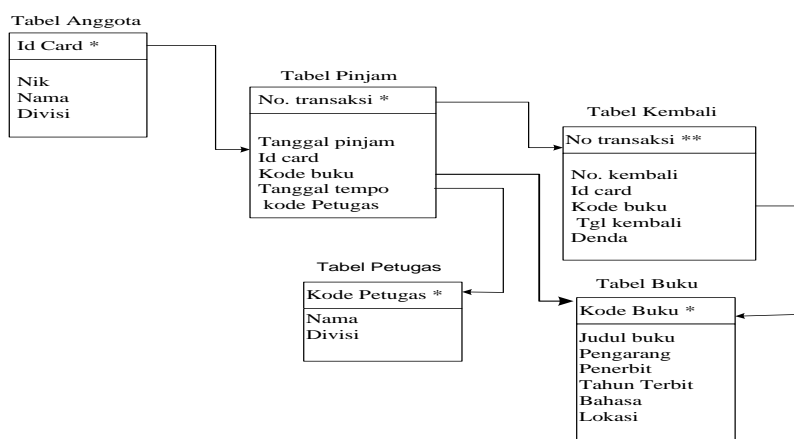 Tabel Anggota
Id Card *
Nik
Nama
Divisi
Tabel Pinjam
No. transaksi *
Tanggal pinjam
Id card
Kode buku
Tanggal tempo
kode Petugas
Tabel Kembali
No transaksi **
No. kembali
Id card
Kode buku
Tgl kembali
Denda
Tabel Petugas
Kode Petugas *
Nama
Divisi
Tabel Buku
Kode Buku *
Judul buku
Pengarang
Penerbit
Tahun Terbit
Bahasa
Lokasi